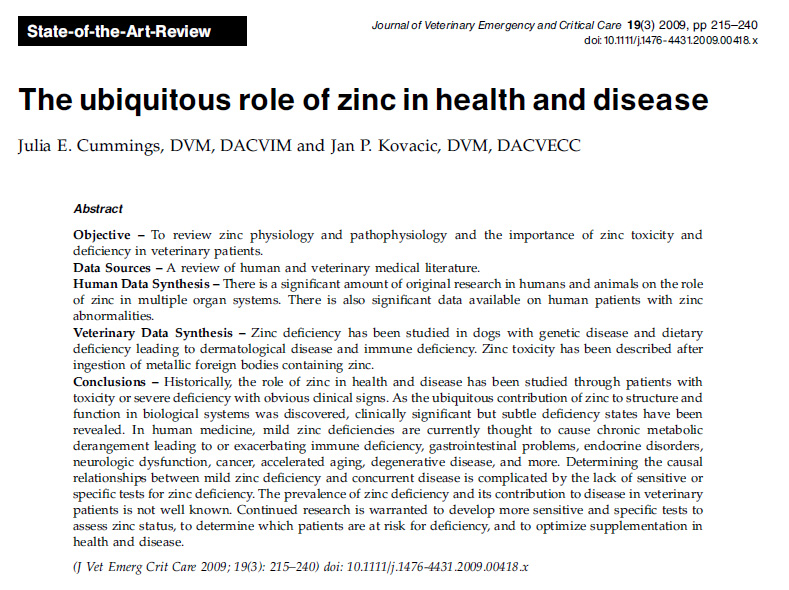 State-of-the-Art-Review
Journal of Veterinary Emergency and Critical Care 19(3) 2009, pp 215–240
doi:10.1111/j.1476-4431.2009.00418.x
The ubiquitous role of zinc in health and disease
Julia E. Cummings, DVM, DACVIM and Jan P. Kovacic, DVM, DACVECC
Abstract
Objective – To review zinc physiology and pathophysiology and the importance of zinc toxicity and
deficiency in veterinary patients.
Data Sources – A review of human and veterinary medical literature.
Human Data Synthesis – There is a significant amount of original research in humans and animals on the role
of zinc in multiple organ systems. There is also significant data available on human patients with zinc
abnormalities.
Veterinary Data Synthesis – Zinc deficiency has been studied in dogs with genetic disease and dietary
deficiency leading to dermatological disease and immune deficiency. Zinc toxicity has been described after
ingestion of metallic foreign bodies containing zinc.
Conclusions – Historically, the role of zinc in health and disease has been studied through patients with
toxicity or severe deficiency with obvious clinical signs. As the ubiquitous contribution of zinc to structure and
function in biological systems was discovered, clinically significant but subtle deficiency states have been
revealed. In human medicine, mild zinc deficiencies are currently thought to cause chronic metabolic
derangement leading to or exacerbating immune deficiency, gastrointestinal problems, endocrine disorders,
neurologic dysfunction, cancer, accelerated aging, degenerative disease, and more. Determining the causal
relationships between mild zinc deficiency and concurrent disease is complicated by the lack of sensitive or
specific tests for zinc deficiency. The prevalence of zinc deficiency and its contribution to disease in veterinary
patients is not well known. Continued research is warranted to develop more sensitive and specific tests to
assess zinc status, to determine which patients are at risk for deficiency, and to optimize supplementation in
health and disease.
(J Vet Emerg Crit Care 2009; 19(3): 215–240) doi: 10.1111/j.1476-4431.2009.00418.x